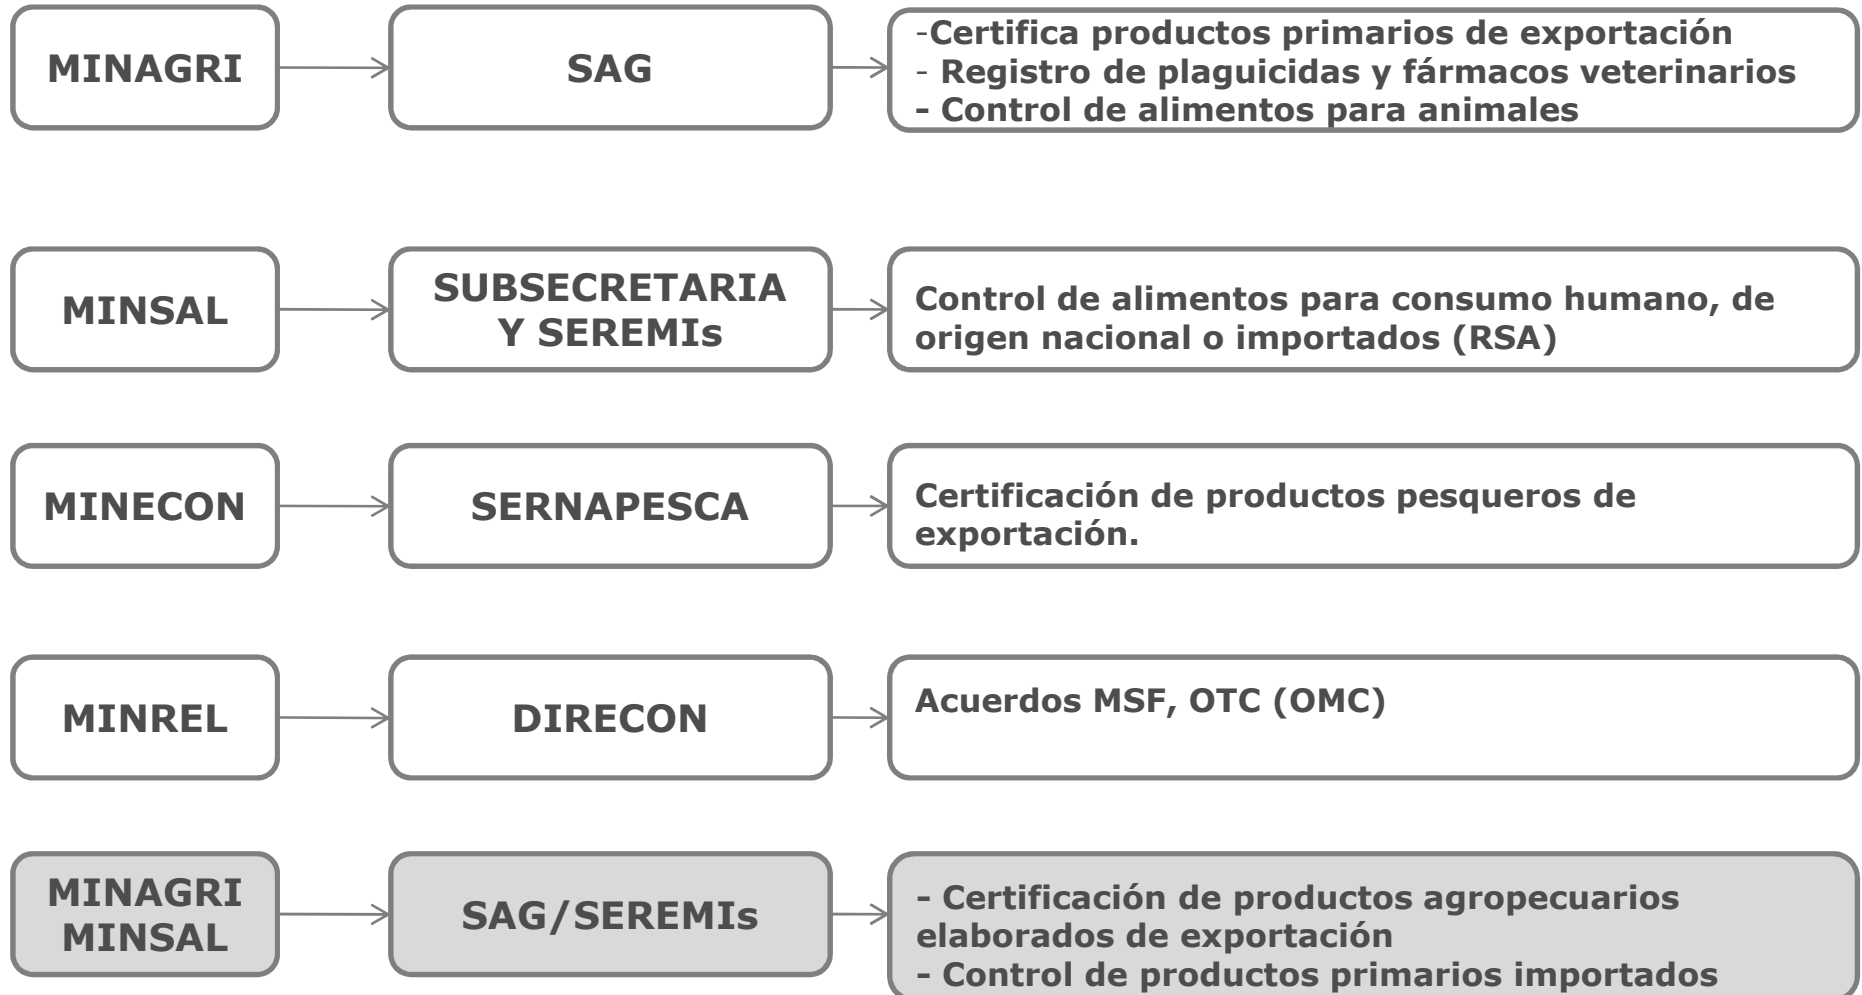 MINAGRI
SAG
-Certifica productos primarios de exportación
- Registro de plaguicidas y fármacos veterinarios
- Control de alimentos para animales
MINSAL
SUBSECRETARIA
Y SEREMIs
Control de alimentos para consumo humano, de
origen nacional o importados (RSA)
MINECON
SERNAPESCA
Certificación de productos pesqueros de
exportación.
MINREL
DIRECON
Acuerdos MSF, OTC (OMC)
MINAGRI
MINSAL
SAG/SEREMIs
- Certificación de productos agropecuarios
elaborados de exportación
- Control de productos primarios importados